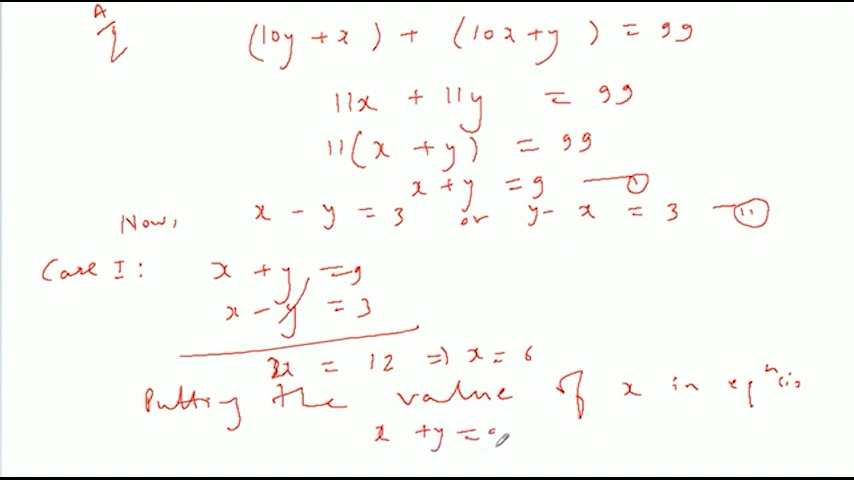 A
(10y + x) + (10x + y) = 99
11x + 11y = 99
11(x + y) = 99
x + y = 9 — (i)
Now, x - y = 3 or y - x = 3 — (ii)
Case I: x + y = 9
x - y = 3
2x = 12 => x = 6
Putting the value of x in eqn (i)
x + y =